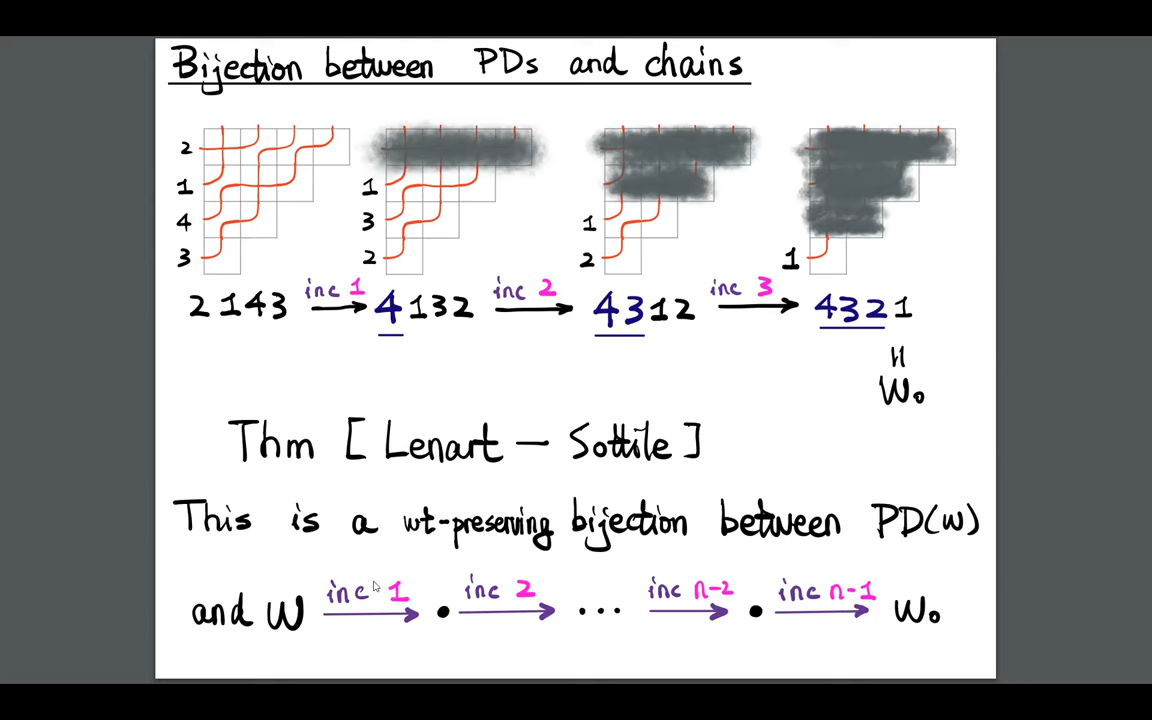 Bijection between PDs and chains
2
1
4
3
1
3
2
1
2
1
2143 inc 1 4132 inc 2 4312 inc 3 4321
=
W₀
Thm [Lenart — Sottile]
This is a wt-preserving bijection between PD(w)
and W inc 1 • inc 2 ... inc n-2 • inc n-1 W₀